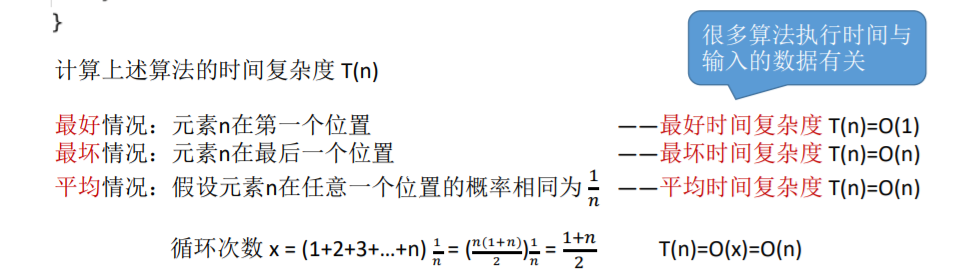 }
很多算法执行时间与
输入的数据有关
计算上述算法的时间复杂度 T(n)
最好情况：元素n在第一个位置 ——最好时间复杂度 T(n)=O(1)
最坏情况：元素n在最后一个位置 ——最坏时间复杂度 T(n)=O(n)
平均情况：假设元素n在任意一个位置的概率相同为 1/n ——平均时间复杂度 T(n)=O(n)
循环次数 x = (1+2+3+...+n) 1/n = (n(1+n)/2) 1/n = (1+n)/2 T(n)=O(x)=O(n)